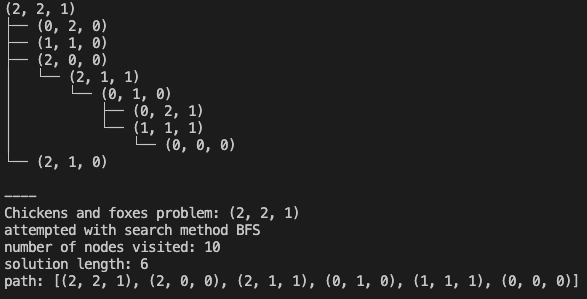 (2, 2, 1)
├── (0, 2, 0)
├── (1, 1, 0)
├── (2, 0, 0)
│   └── (2, 1, 1)
│       └── (0, 1, 0)
│           ├── (0, 2, 1)
│           └── (1, 1, 1)
│               └── (0, 0, 0)
└── (2, 1, 0)
____
Chickens and foxes problem: (2, 2, 1)
attempted with search method BFS
number of nodes visited: 10
solution length: 6
path: [(2, 2, 1), (2, 0, 0), (2, 1, 1), (0, 1, 0), (1, 1, 1), (0, 0, 0)]